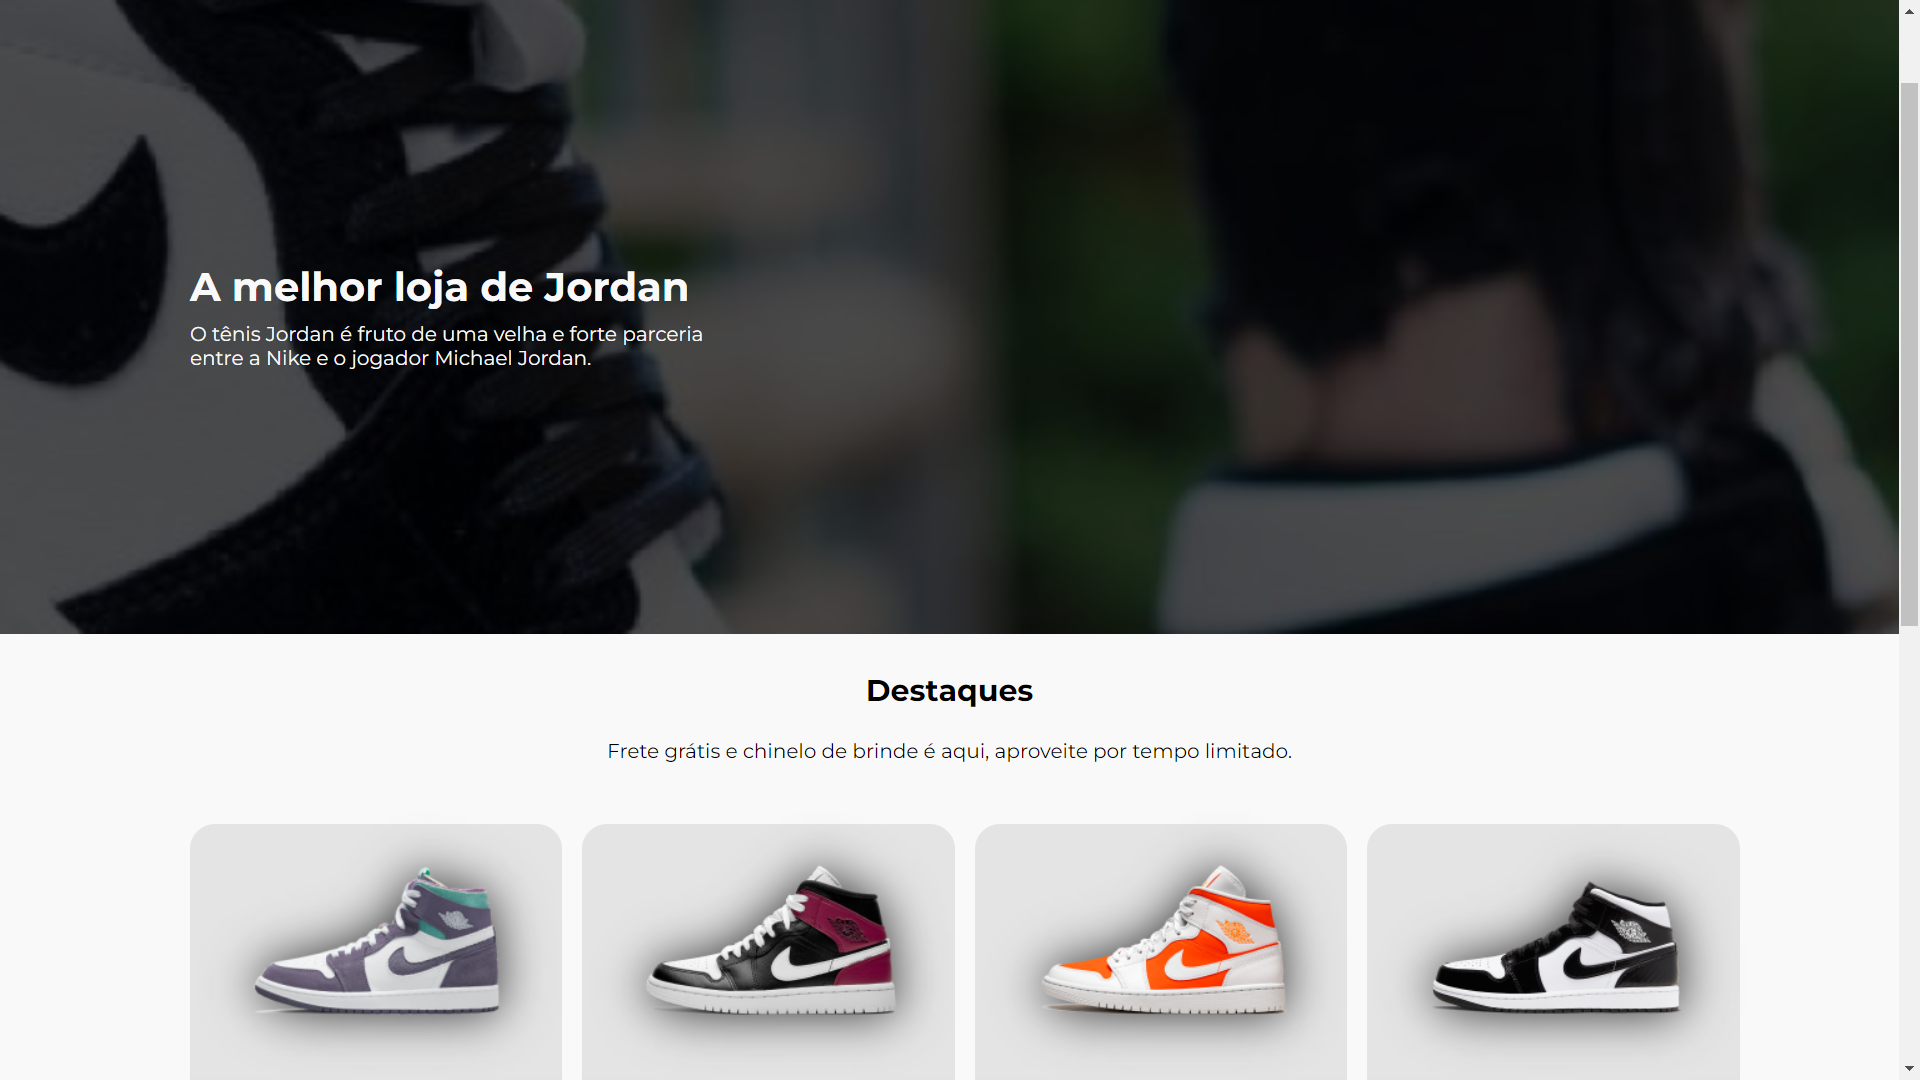 A melhor loja de Jordan
O tênis Jordan é fruto de uma velha e forte parceria
entre a Nike e o jogador Michael Jordan.
Destaques
Frete grátis e chinelo de brinde é aqui, aproveite por tempo limitado.